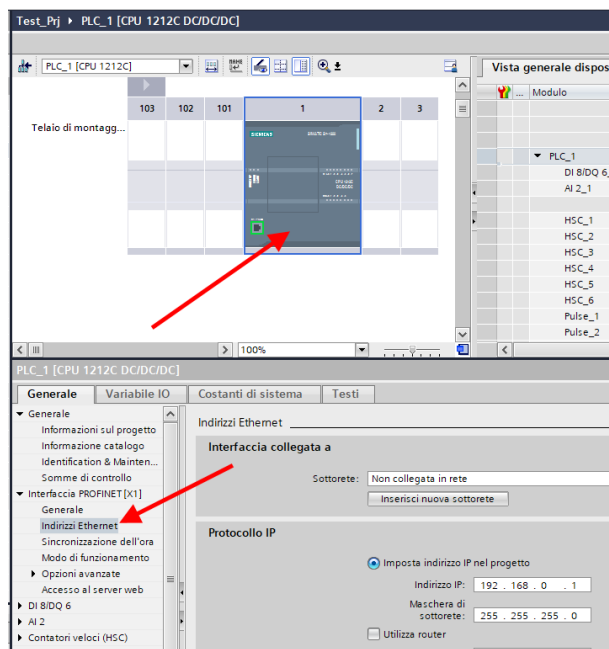 Test_Prj ▸ PLC_1 [CPU 1212C DC/DC/DC]
PLC_1 [CPU 1212C]
Vista generale dispos
... Modulo
103 102 101 1 2 3
Telaio di montagg...
SIEMENS
PLC_1
DI 8/DQ 6_
AI 2_1
HSC_1
HSC_2
HSC_3
HSC_4
HSC_5
HSC_6
Pulse_1
Pulse_2
100%
PLC_1 [CPU 1212C DC/DC/DC]
Generale Variabile IO Costanti di sistema Testi
Generale
Informazioni sul progetto
Informazione catalogo
Identification & Mainten...
Somme di controllo
Interfaccia PROFINET [X1]
Generale
Indirizzi Ethernet
Sincronizzazione dell'ora
Modo di funzionamento
Opzioni avanzate
Accesso al server web
DI 8/DQ 6
AI 2
Contatori veloci (HSC)
Indirizzi Ethernet
Interfaccia collegata a
Sottorete: Non collegata in rete
Inserisci nuova sottorete
Protocollo IP
Imposta indirizzo IP nel progetto
Indirizzo IP: 192 . 168 . 0 . 1
Maschera di
sottorete: 255 . 255 . 255 . 0
Utilizza router